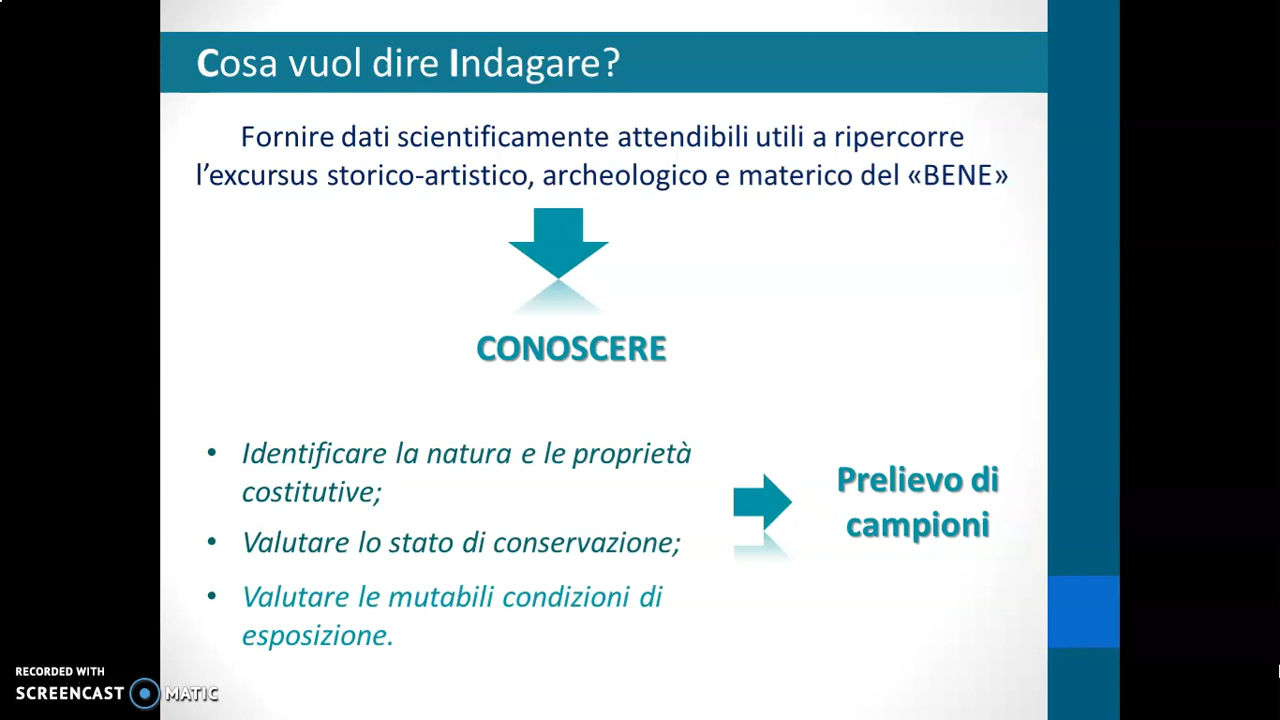 Cosa vuol dire Indagare?
Fornire dati scientificamente attendibili utili a ripercorre
l'excursus storico-artistico, archeologico e materico del «BENE»
CONOSCERE
• Identificare la natura e le proprietà
costitutive;
• Valutare lo stato di conservazione;
• Valutare le mutabili condizioni di
esposizione.
Prelievo di
campioni
RECORDED WITH
SCREENCAST MATIC